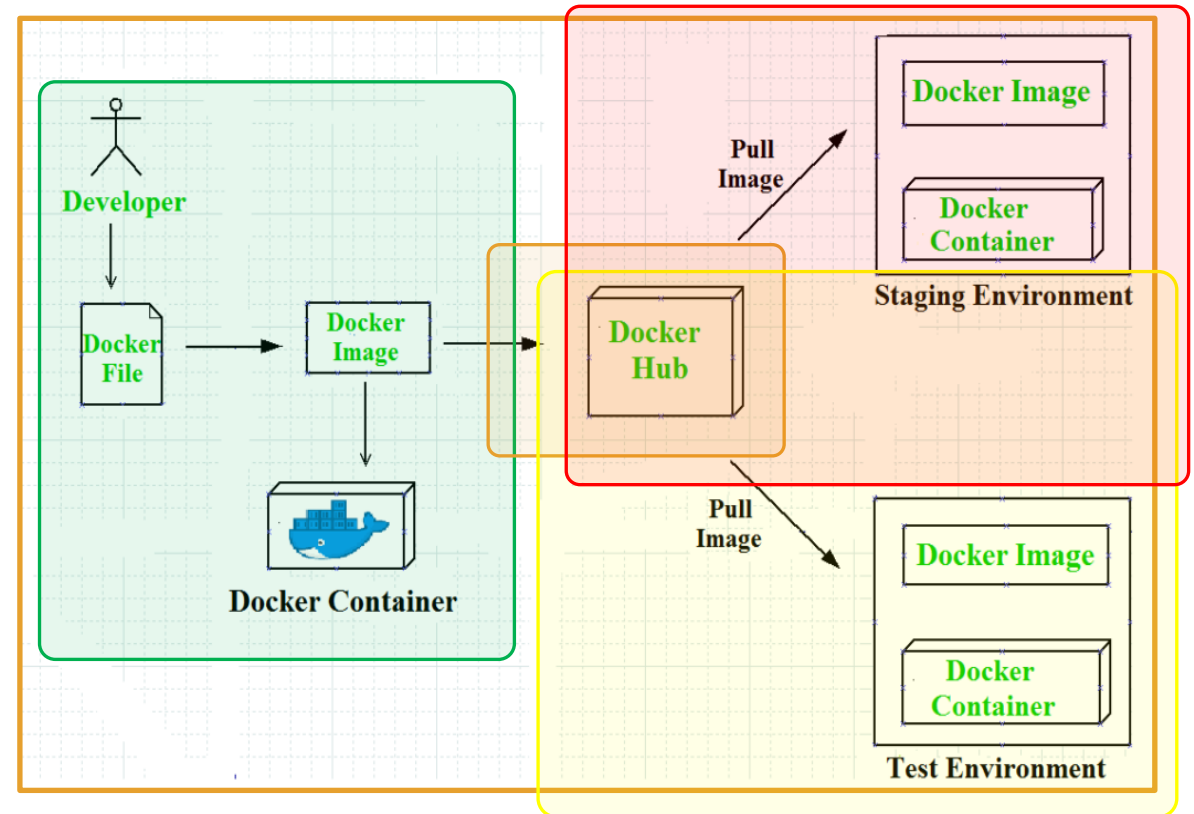 Developer
Docker
File
Docker
Image
Docker Container
Docker
Hub
Pull
Image
Docker Image
Docker
Container
Staging Environment
Pull
Image
Docker Image
Docker
Container
Test Environment